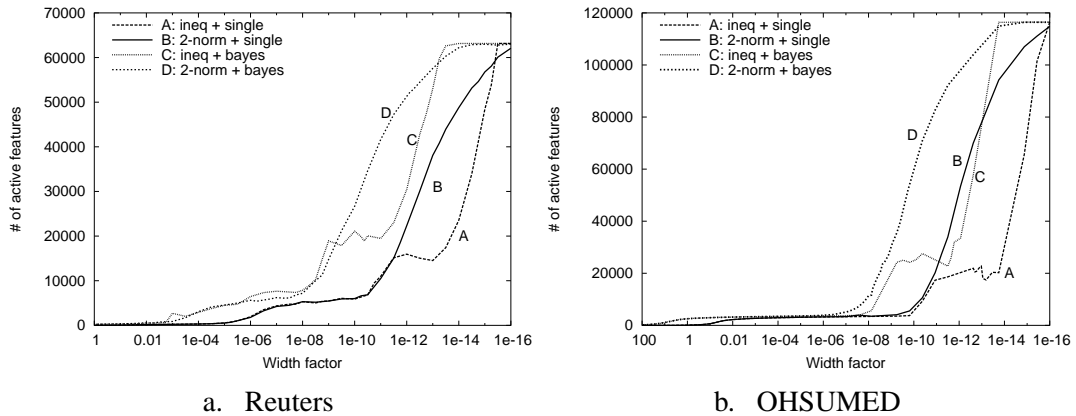 A: ineq + single
B: 2-norm + single
C: ineq + bayes
D: 2-norm + bayes
# of active features
70000
60000
50000
40000
30000
20000
10000
0
D
C
B
A
1 0.01 1e-04 1e-06 1e-08 1e-10 1e-12 1e-14 1e-16
Width factor
a. Reuters
A: ineq + single
B: 2-norm + single
C: ineq + bayes
D: 2-norm + bayes
# of active features
120000
100000
80000
60000
40000
20000
0
D
B
C
A
100 1 0.01 1e-04 1e-06 1e-08 1e-10 1e-12 1e-14 1e-16
Width factor
b. OHSUMED